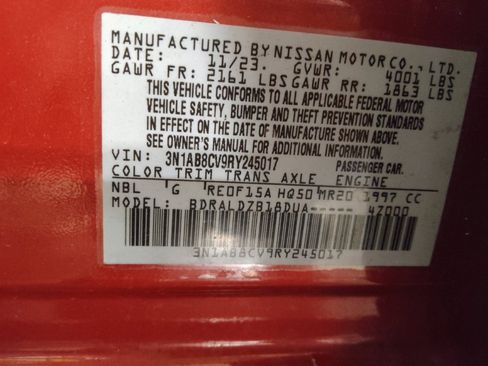 MANUFACTURED BY NISSAN MOTOR CO., LTD.
DATE: 11/23. GVWR: 4001 LBS
GAWR FR: 2161 LBS GAWR RR: 1863 LBS
THIS VEHICLE CONFORMS TO ALL APPLICABLE FEDERAL MOTOR
VEHICLE SAFETY, BUMPER AND THEFT PREVENTION STANDARDS
IN EFFECT ON THE DATE OF MANUFACTURE SHOWN ABOVE.
SEE OWNER'S MANUAL FOR ADDITIONAL INFORMATION.
VIN: 3N1AB8CV9RY245017 PASSENGER CAR.
COLOR TRIM TRANS AXLE ENGINE
NBL G RE0F15A HQ50 MR20 1997 CC
MODEL: BDRALDZB18DUA----- 47000
3N1AB8CV9RY245017